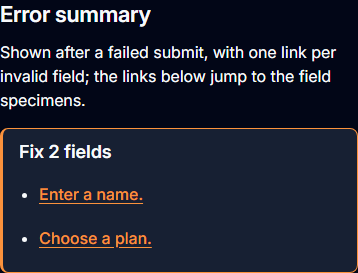 Error summary
Shown after a failed submit, with one link per
invalid field; the links below jump to the field
specimens.
Fix 2 fields
Enter a name.
Choose a plan.